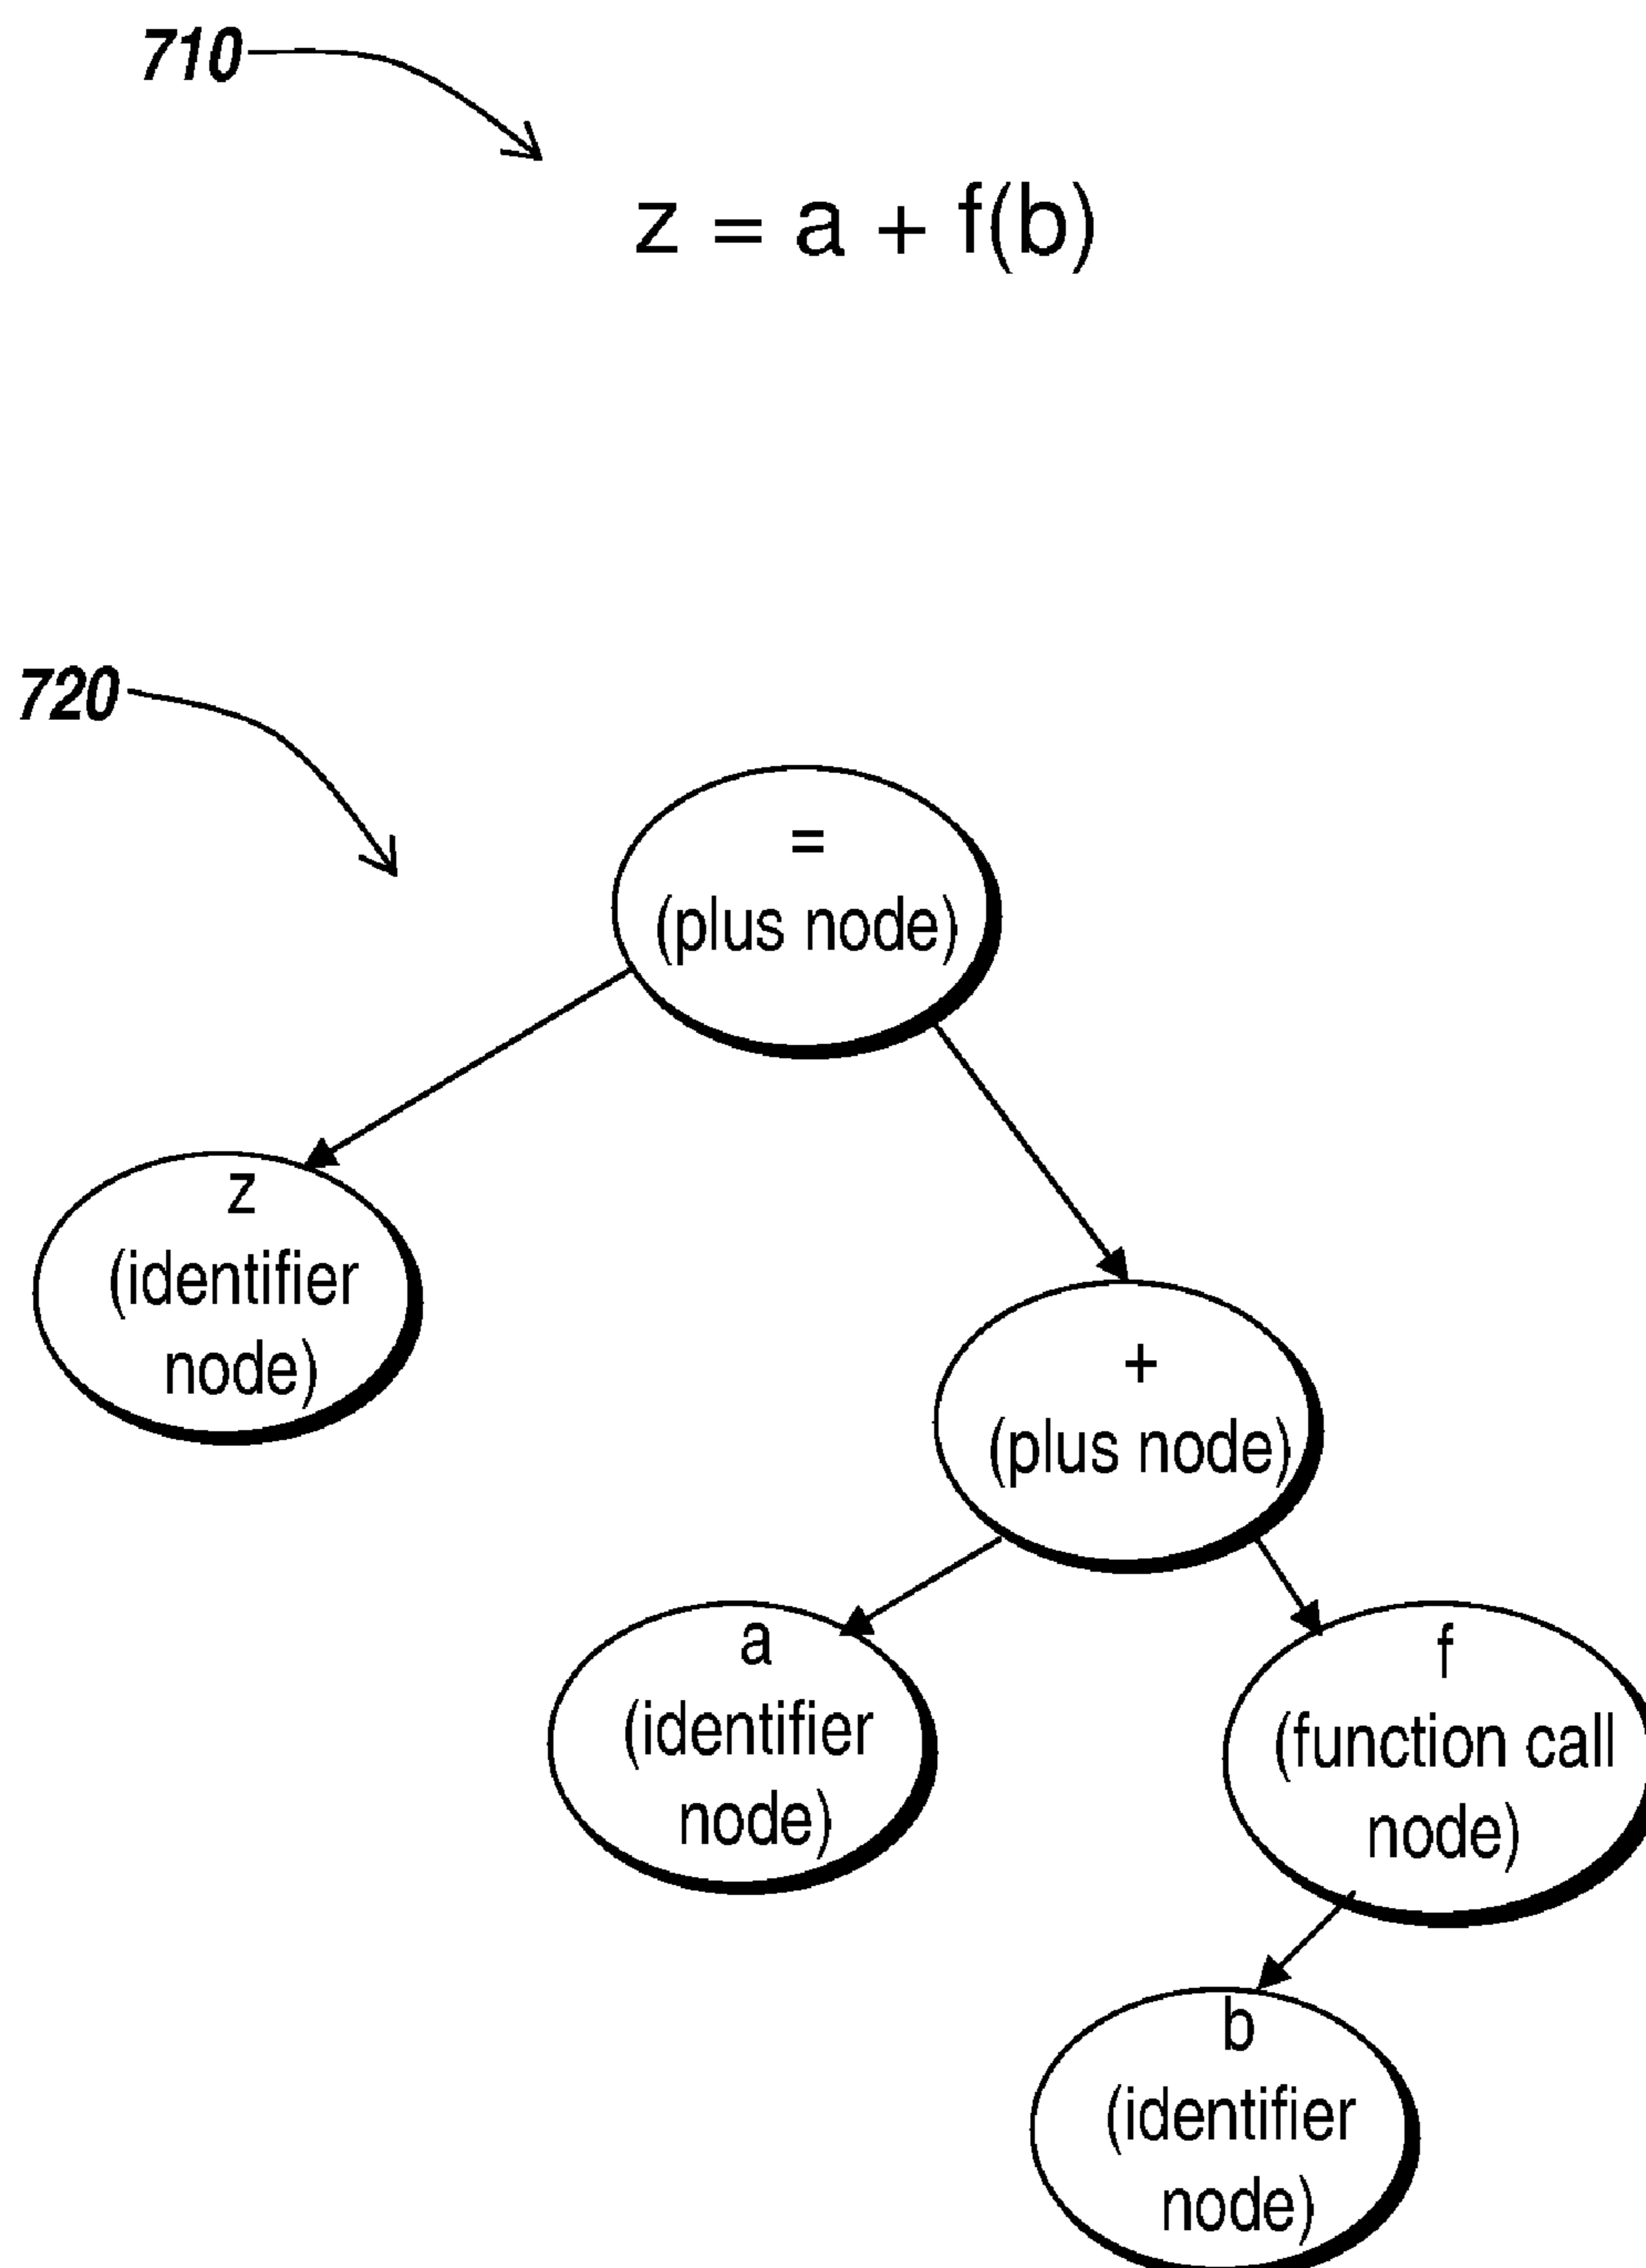 710
z = a + f(b)
720
=
(plus node)
z
(identifier
node)
+
(plus node)
a
(identifier
node)
f
(function call
node)
b
(identifier
node)